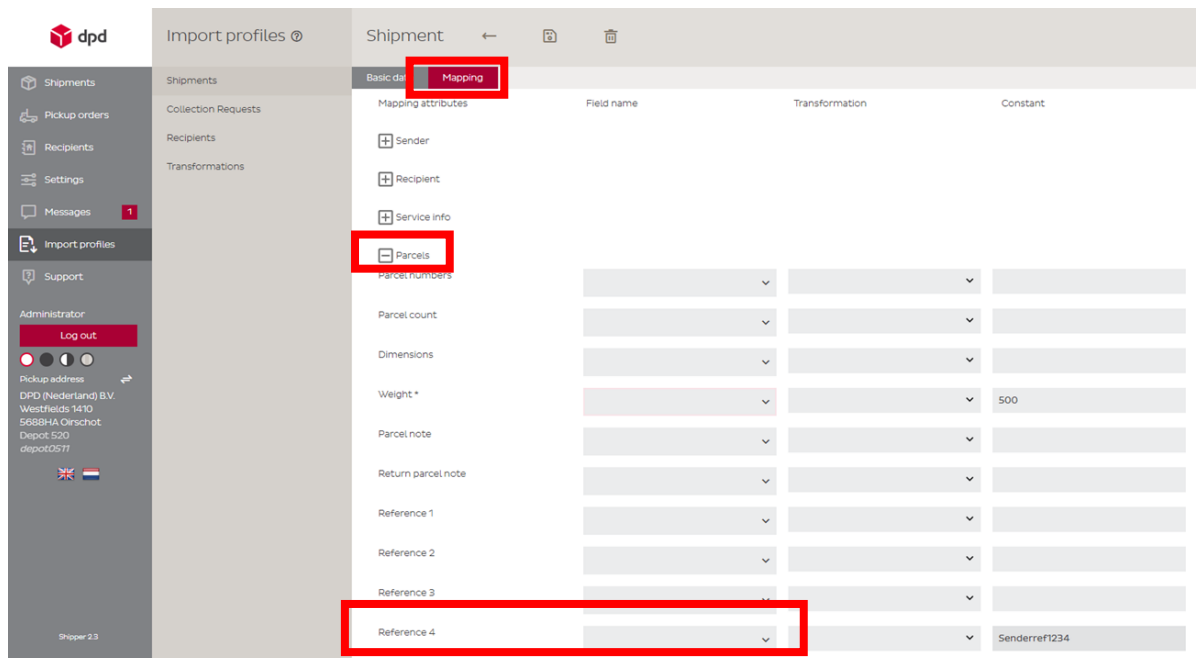 dpd
Import profiles
Shipment
Shipments
Pickup orders
Recipients
Settings
Messages 1
Import profiles
Support
Administrator
Log out
Pickup address
DPD (Nederland) B.V.
Westfields 1410
5688HA Oirschot
Depot 520
depot0511
Shipper 2.3
Shipments
Collection Requests
Recipients
Transformations
Basic dat
Mapping
Mapping attributes Field name Transformation Constant
Sender
Recipient
Service info
Parcels
Parcel numbers
Parcel count
Dimensions
Weight * 500
Parcel note
Return parcel note
Reference 1
Reference 2
Reference 3
Reference 4 Senderref1234